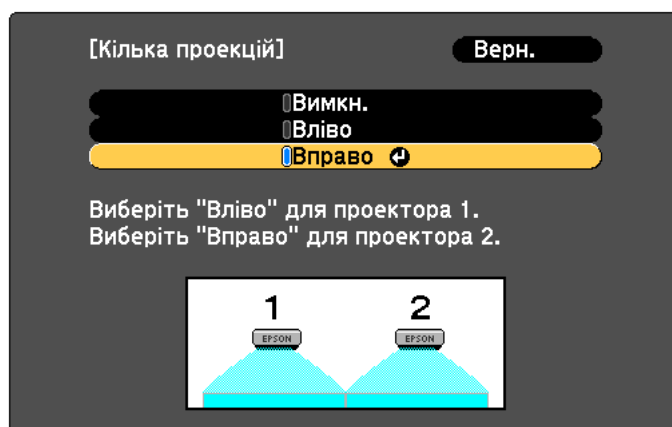 [Кілька проекцій] Верн.
Вимкн.
Вліво
Вправо
Виберіть "Вліво" для проектора 1.
Виберіть "Вправо" для проектора 2.
1 2
EPSON EPSON